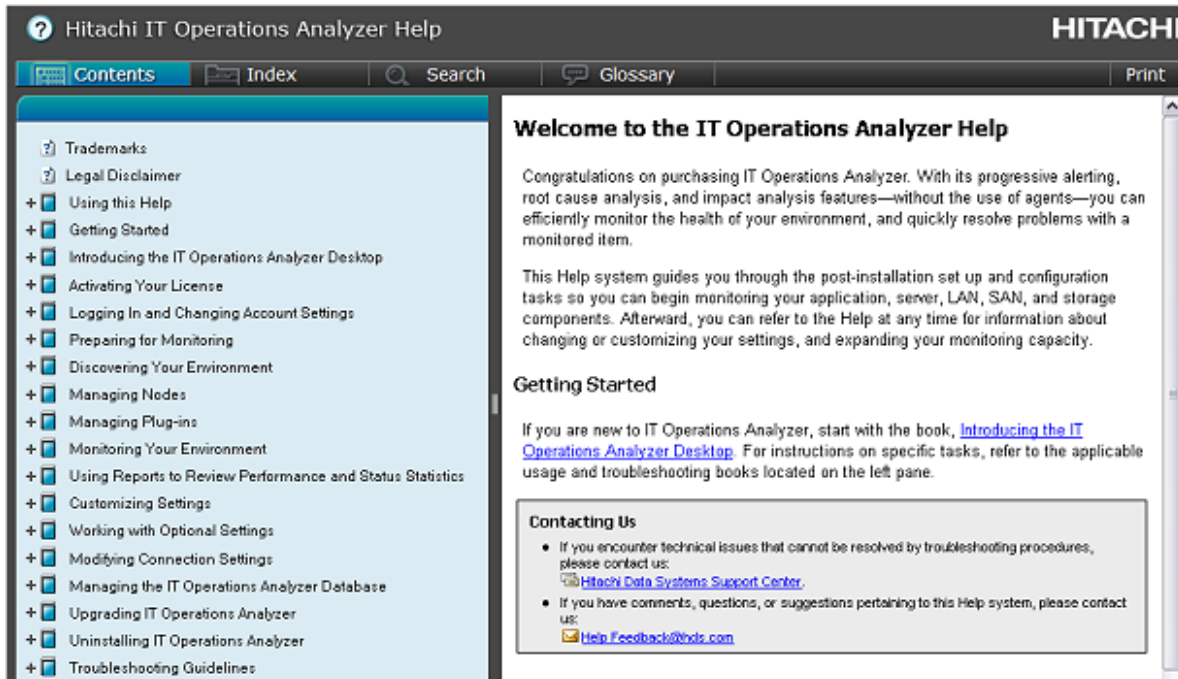 Hitachi IT Operations Analyzer Help
HITACHI
Contents
Index
Search
Glossary
Print
Trademarks
Legal Disclaimer
Using this Help
Getting Started
Introducing the IT Operations Analyzer Desktop
Activating Your License
Logging In and Changing Account Settings
Preparing for Monitoring
Discovering Your Environment
Managing Nodes
Managing Plug-ins
Monitoring Your Environment
Using Reports to Review Performance and Status Statistics
Customizing Settings
Working with Optional Settings
Modifying Connection Settings
Managing the IT Operations Analyzer Database
Upgrading IT Operations Analyzer
Uninstalling IT Operations Analyzer
Troubleshooting Guidelines
Welcome to the IT Operations Analyzer Help
Congratulations on purchasing IT Operations Analyzer. With its progressive alerting,
root cause analysis, and impact analysis features—without the use of agents—you can
efficiently monitor the health of your environment, and quickly resolve problems with a
monitored item.
This Help system guides you through the post-installation set up and configuration
tasks so you can begin monitoring your application, server, LAN, SAN, and storage
components. Afterward, you can refer to the Help at any time for information about
changing or customizing your settings, and expanding your monitoring capacity.
Getting Started
If you are new to IT Operations Analyzer, start with the book, Introducing the IT
Operations Analyzer Desktop. For instructions on specific tasks, refer to the applicable
usage and troubleshooting books located on the left pane.
Contacting Us
• If you encounter technical issues that cannot be resolved by troubleshooting procedures,
please contact us:
Hitachi Data Systems Support Center.
• If you have comments, questions, or suggestions pertaining to this Help system, please contact
us:
Help Feedback@hds.com